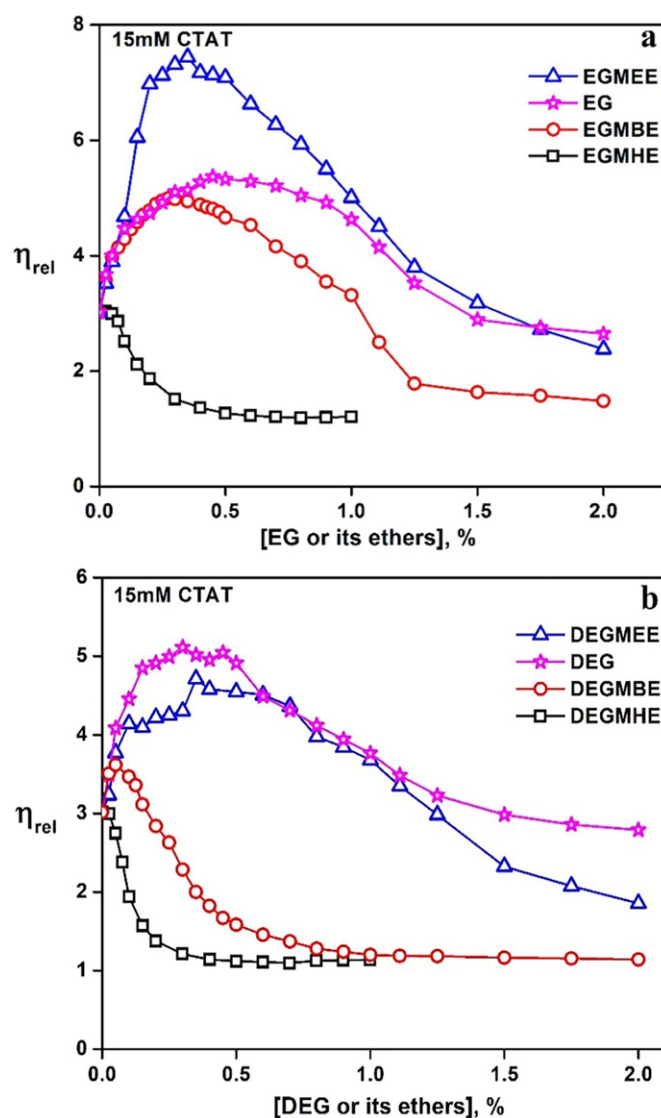 15mM CTAT
a
EGMEE
EG
EGMBE
EGMHE
8
6
4
2
0
ηrel
0.0 0.5 1.0 1.5 2.0
[EG or its ethers], %
15mM CTAT
b
DEGMEE
DEG
DEGMBE
DEGMHE
6
5
4
3
2
1
0
ηrel
0.0 0.5 1.0 1.5 2.0
[DEG or its ethers], %